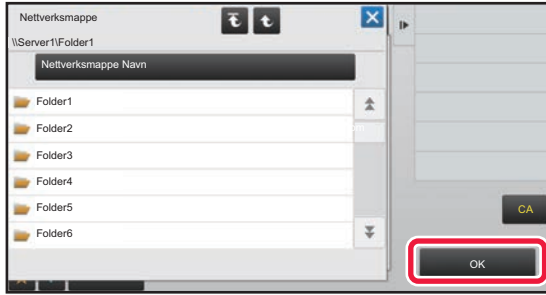 Nettverksmappe
\\Server1\Folder1
Nettverksmappe Navn
Folder1
Folder2
Folder3
Folder4
Folder5
Folder6
CA
OK